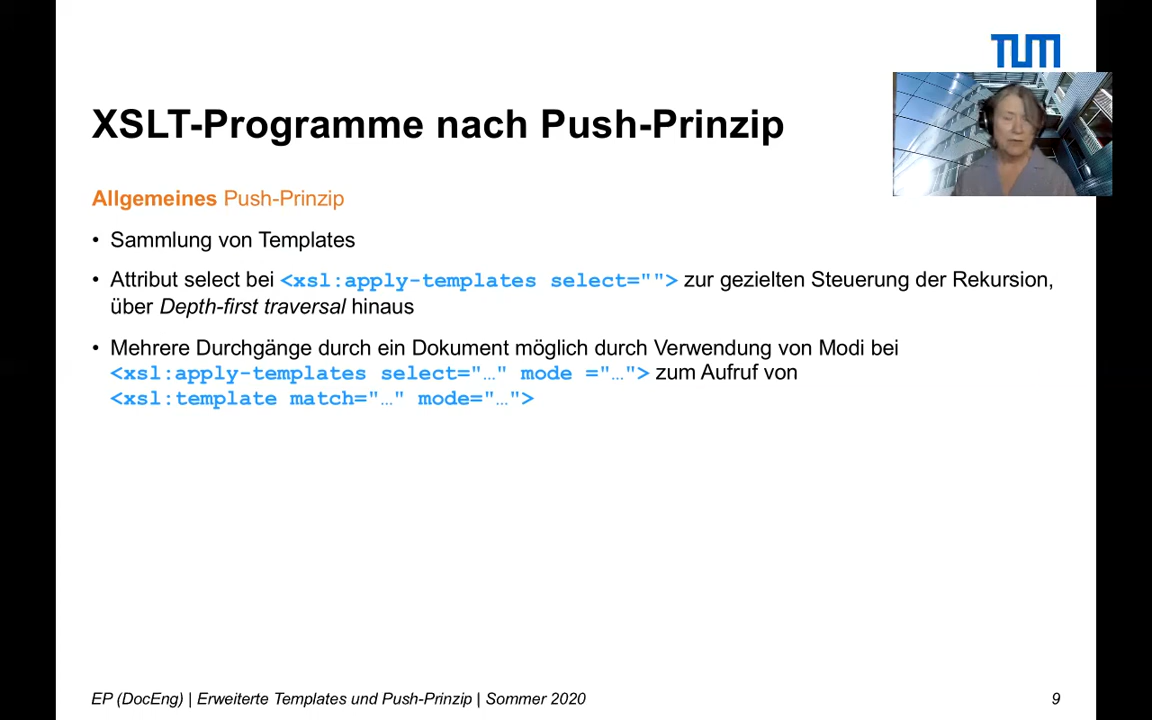 TUM
XSLT-Programme nach Push-Prinzip
Allgemeines Push-Prinzip
• Sammlung von Templates
• Attribut select bei <xsl:apply-templates select=""> zur gezielten Steuerung der Rekursion,
über Depth-first traversal hinaus
• Mehrere Durchgänge durch ein Dokument möglich durch Verwendung von Modi bei
<xsl:apply-templates select="…" mode ="…"> zum Aufruf von
<xsl:template match="…" mode="…">
EP (DocEng) | Erweiterte Templates und Push-Prinzip | Sommer 2020 9